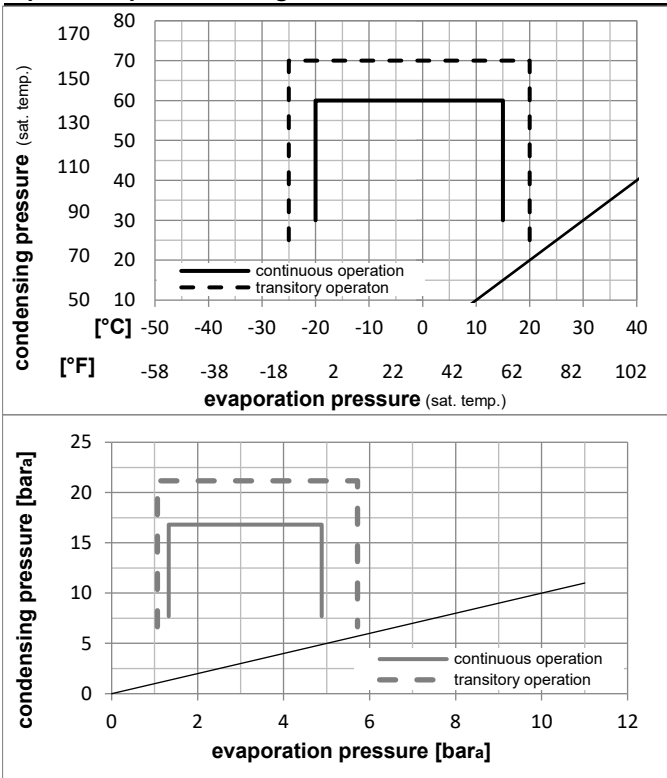 170 80
150 70
60
130 50
110 40
90 30
70 20
50 10
condensing pressure (sat. temp.)
continuous operation
transitory operaton
[°C] -50 -40 -30 -20 -10 0 10 20 30 40
[°F] -58 -38 -18 2 22 42 62 82 102
evaporation pressure (sat. temp.)
25
20
15
10
5
0
condensing pressure [bara]
continuous operation
transitory operation
0 2 4 6 8 10 12
evaporation pressure [bara]